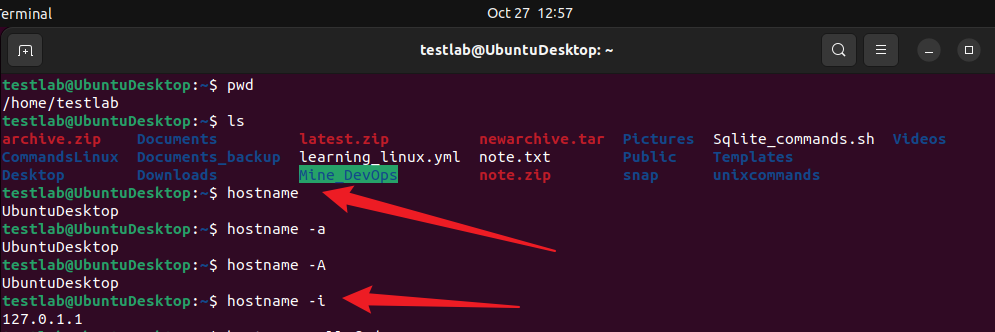 Terminal
Oct 27 12:57
testlab@UbuntuDesktop: ~
testlab@UbuntuDesktop:~$ pwd
/home/testlab
testlab@UbuntuDesktop:~$ ls
archive.zip Documents latest.zip newarchive.tar Pictures Sqlite_commands.sh Videos
CommandsLinux Documents_backup learning_linux.yml note.txt Public Templates
Desktop Downloads Mine_DevOps note.zip snap unixcommands
testlab@UbuntuDesktop:~$ hostname
UbuntuDesktop
testlab@UbuntuDesktop:~$ hostname -a
UbuntuDesktop
testlab@UbuntuDesktop:~$ hostname -A
UbuntuDesktop
testlab@UbuntuDesktop:~$ hostname -i
127.0.1.1